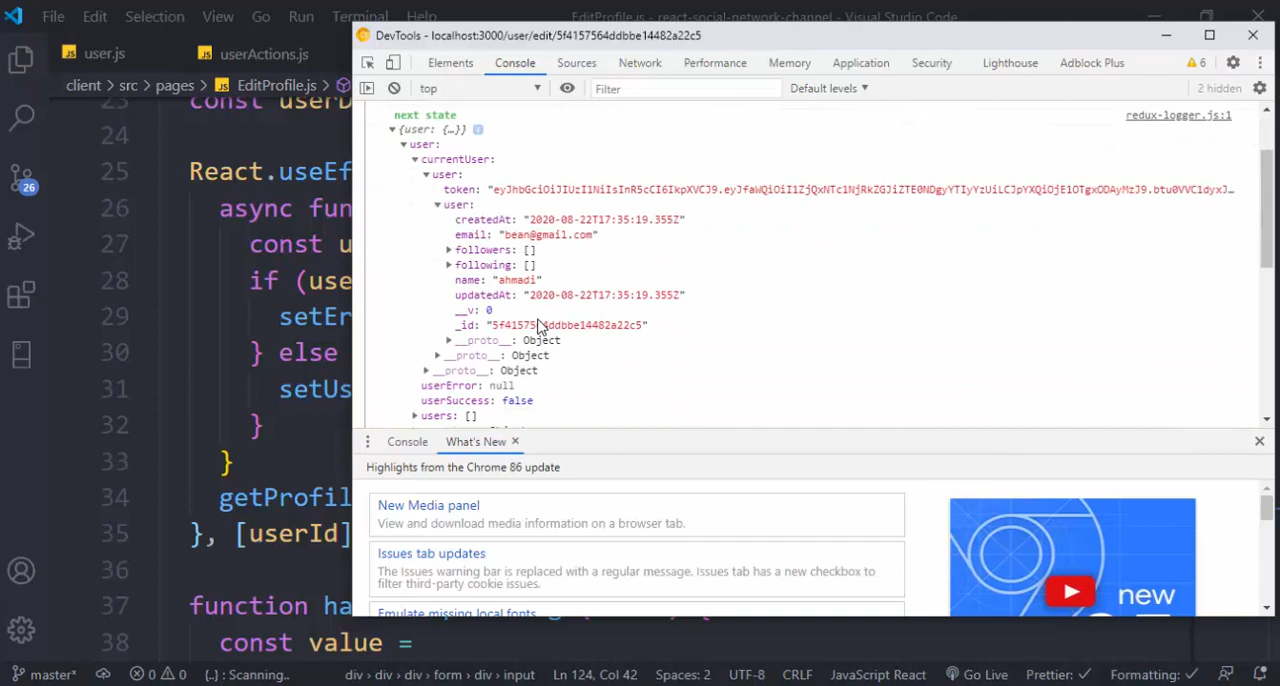 File Edit Selection View Go Run Terminal Help EditProfile.js - react-social-network-channel - Visual Studio Code
DevTools - localhost:3000/user/edit/5f4157564ddbbe14482a22c5
JS user.js JS userActions.js
Elements Console Sources Network Performance Memory Application Security Lighthouse Adblock Plus 6
client > src > pages > JS EditProfile.js >
top Filter Default levels 2 hidden
next state redux-logger.js:1
{user: {…}}
user:
currentUser:
user:
user:
createdAt: "2020-08-22T17:35:19.355Z"
email: "bean@gmail.com"
followers: []
following: []
name: "ahmadi"
updatedAt: "2020-08-22T17:35:19.355Z"
__v: 0
_id: "5f41575 ddbbe14482a22c5"
__proto__: Object
__proto__: Object
__proto__: Object
userError: null
userSuccess: false
users: []
Console What's New ×
Highlights from the Chrome 86 update
New Media panel
View and download media information on a browser tab.
Issues tab updates
The Issues warning bar is replaced with a regular message. Issues tab has a new checkbox to
filter third-party cookie issues.
Emulate missing local fonts
new
24
25 React.useEf
26 async fun
27 const u
28 if (use
29 setEr
30 } else
31 setUs
32 }
33 }
34 getProfil
35 }, [userId]
36
37 function ha
38 const value =
26
master* 0 0 {..} : Scanning.. div › div › div › form › div › input Ln 124, Col 42 Spaces: 2 UTF-8 CRLF JavaScript React Go Live Prettier: ✓ Formatting: ✓